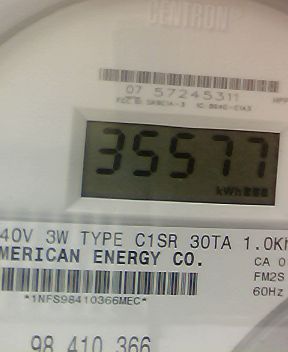 CENTRON
07 57245311
35577
kWh
40V 3W TYPE C1SR 30TA 1.0Kh
MERICAN ENERGY CO.
CA 0
FM2S
60Hz
*1NFS98410366MEC*
98 410 366